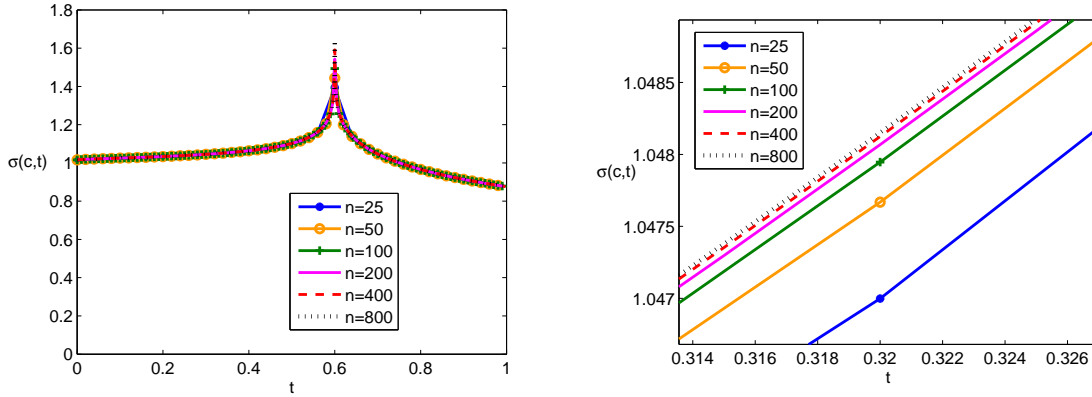 1.8
1.6
1.4
1.2
1
0.8
0.6
0.4
0.2
0
σ(c,t)
0 0.2 0.4 0.6 0.8 1
t
n=25
n=50
n=100
n=200
n=400
n=800
1.0485
1.048
1.0475
1.047
σ(c,t)
0.314 0.316 0.318 0.32 0.322 0.324 0.326
t
n=25
n=50
n=100
n=200
n=400
n=800